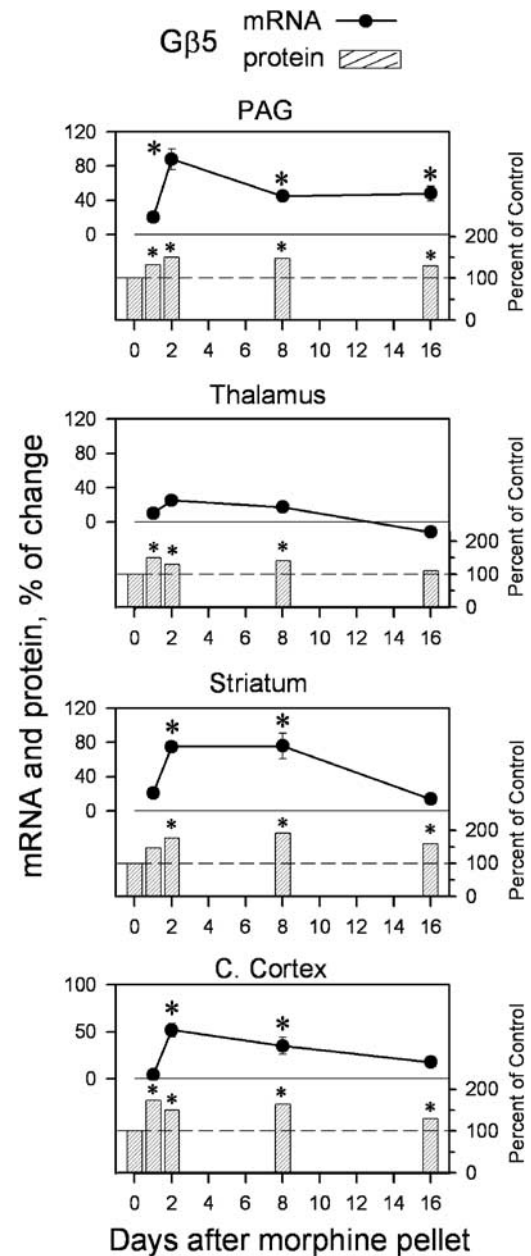 Gβ5
mRNA
protein
PAG
120
80
40
0
*
*
*
200
100
0
* * * *
0 2 4 6 8 10 12 14 16
Thalamus
120
80
40
0
200
100
0
* * *
0 2 4 6 8 10 12 14 16
Striatum
120
80
40
0
* *
200
100
0
* * *
0 2 4 6 8 10 12 14 16
C. Cortex
100
50
0
* *
200
100
0
* * * *
0 2 4 6 8 10 12 14 16
Days after morphine pellet
mRNA and protein, % of change
Percent of Control
Percent of Control
Percent of Control
Percent of Control